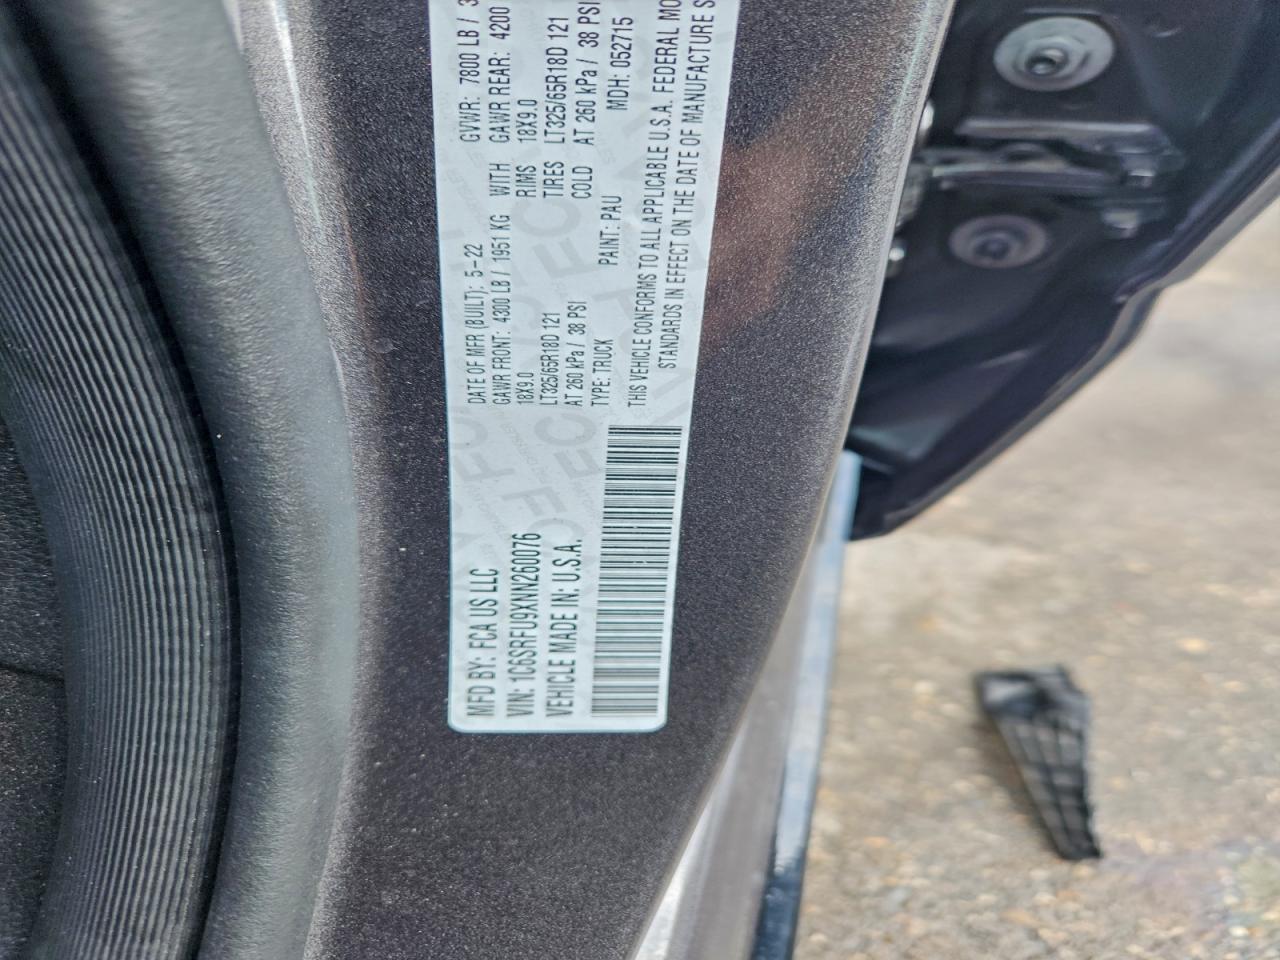 MFD BY: FCA US LLC
VIN: 1C6SRFU9XNN260076
VEHICLE MADE IN: U.S.A.
DATE OF MFR (BUILT): 5-22 GVWR: 7800 LB /
GAWR FRONT: 4300 LB / 1951 KG WITH GAWR REAR: 4200
18X9.0 RIMS 18X9.0
LT325/65R18D 121 TIRES LT325/65R18D 121
AT 260 kPa / 38 PSI COLD AT 260 kPa / 38 PSI
TYPE: TRUCK PAINT: PAU MDH: 052715
THIS VEHICLE CONFORMS TO ALL APPLICABLE U.S.A. FEDERAL MO
STANDARDS IN EFFECT ON THE DATE OF MANUFACTURE S